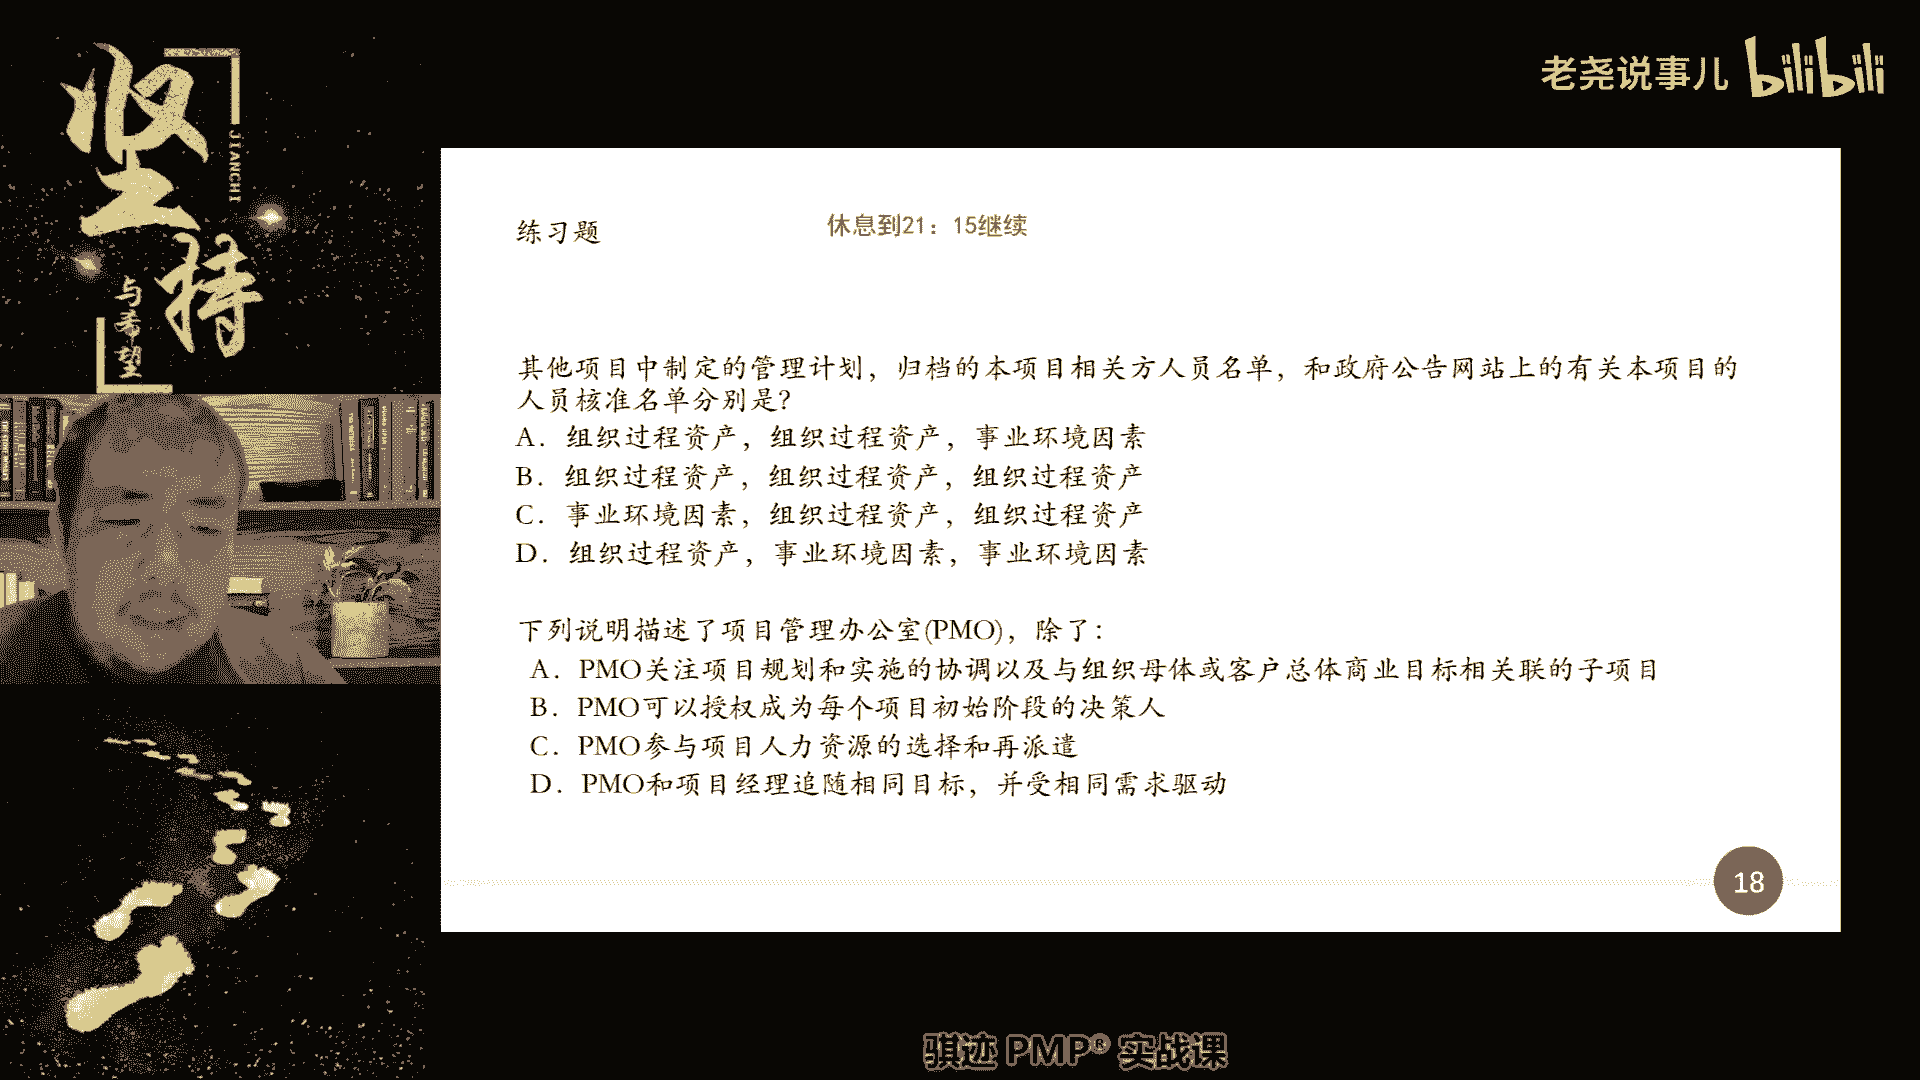 坚持
JIANCHI
与希望
老尧说事儿 bilibili
练习题
休息到21：15继续
其他项目中制定的管理计划，归档的本项目相关方人员名单，和政府公告网站上的有关本项目的
人员核准名单分别是？
A．组织过程资产，组织过程资产，事业环境因素
B．组织过程资产，组织过程资产，组织过程资产
C．事业环境因素，组织过程资产，组织过程资产
D．组织过程资产，事业环境因素，事业环境因素
下列说明描述了项目管理办公室(PMO)，除了：
A．PMO关注项目规划和实施的协调以及与组织母体或客户总体商业目标相关联的子项目
B．PMO可以授权成为每个项目初始阶段的决策人
C．PMO参与项目人力资源的选择和再派遣
D．PMO和项目经理追随相同目标，并受相同需求驱动
18
骐迹 PMP® 实战课